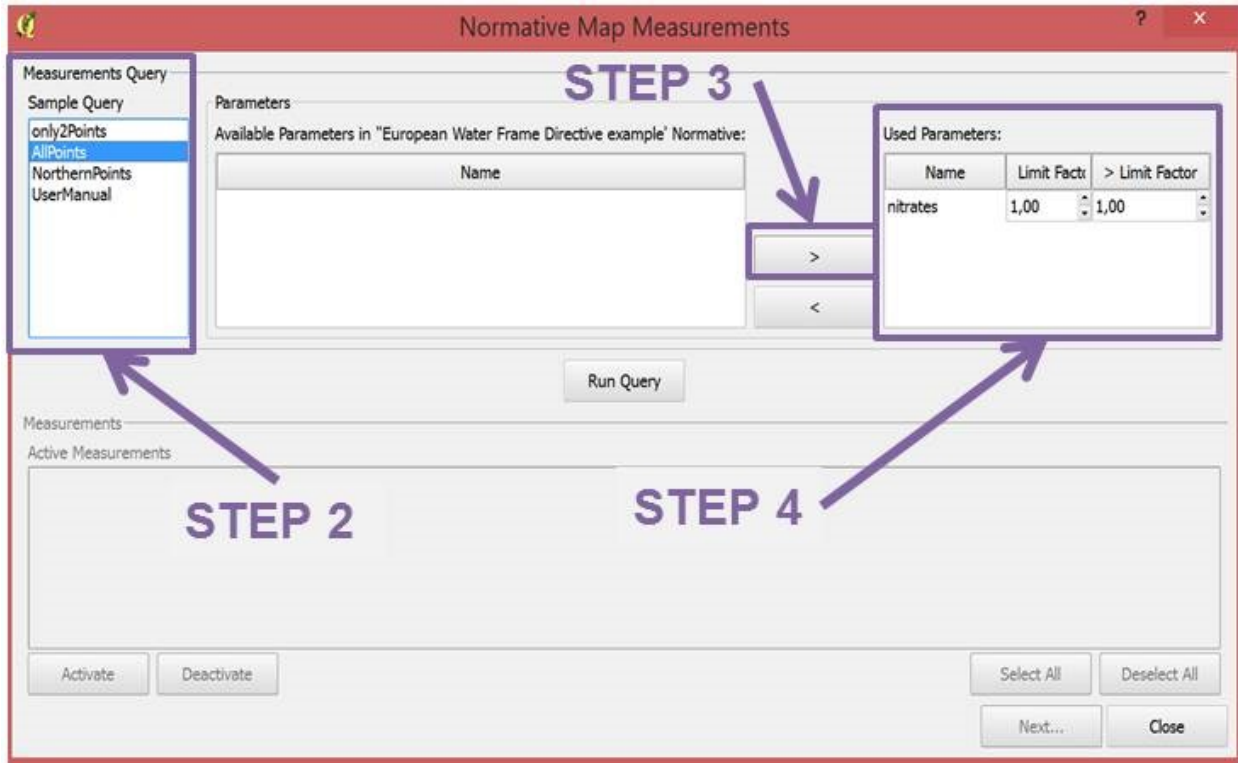 Normative Map Measurements
?
×
Measurements Query
STEP 3
Sample Query
Parameters
only2Points
AllPoints
NorthernPoints
UserManual
Available Parameters in "European Water Frame Directive example' Normative:
Name
>
<
Used Parameters:
Name Limit Factc > Limit Factor
nitrates 1,00 1,00
Run Query
Measurements
Active Measurements
STEP 2
STEP 4
Activate Deactivate Select All Deselect All
Next... Close